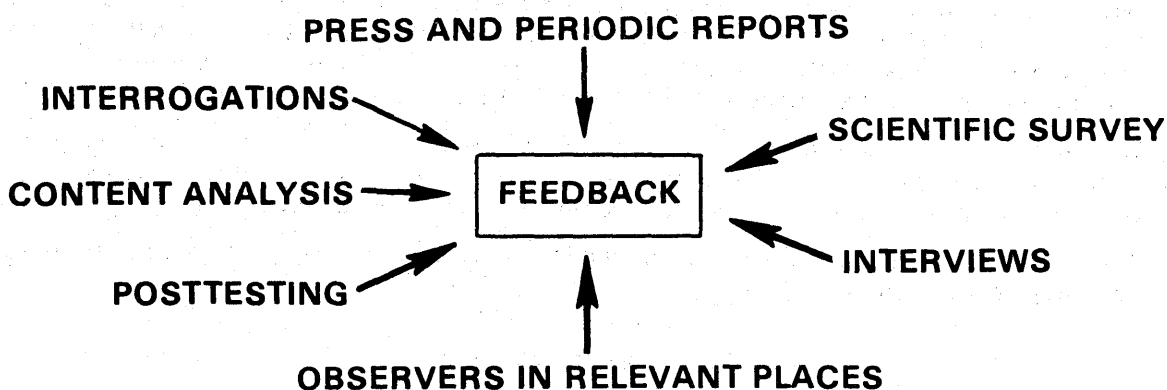 PRESS AND PERIODIC REPORTS
INTERROGATIONS
SCIENTIFIC SURVEY
CONTENT ANALYSIS
FEEDBACK
INTERVIEWS
POSTTESTING
OBSERVERS IN RELEVANT PLACES